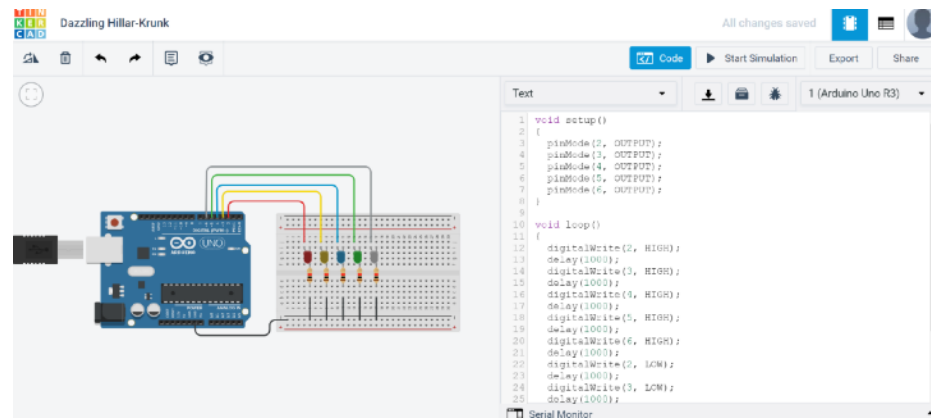 TIN
KER
CAD
Dazzling Hillar-Krunk
All changes saved
Code
Start Simulation
Export
Share
Text
1 (Arduino Uno R3)
1 void setup()
2 {
3 pinMode(2, OUTPUT);
4 pinMode(3, OUTPUT);
5 pinMode(4, OUTPUT);
6 pinMode(5, OUTPUT);
7 pinMode(6, OUTPUT);
8 }
9
10 void loop()
11 {
12 digitalWrite(2, HIGH);
13 delay(1000);
14 digitalWrite(3, HIGH);
15 delay(1000);
16 digitalWrite(4, HIGH);
17 delay(1000);
18 digitalWrite(5, HIGH);
19 delay(1000);
20 digitalWrite(6, HIGH);
21 delay(1000);
22 digitalWrite(2, LOW);
23 delay(1000);
24 digitalWrite(3, LOW);
25 delay(1000);
UNO
ARDUINO
Serial Monitor